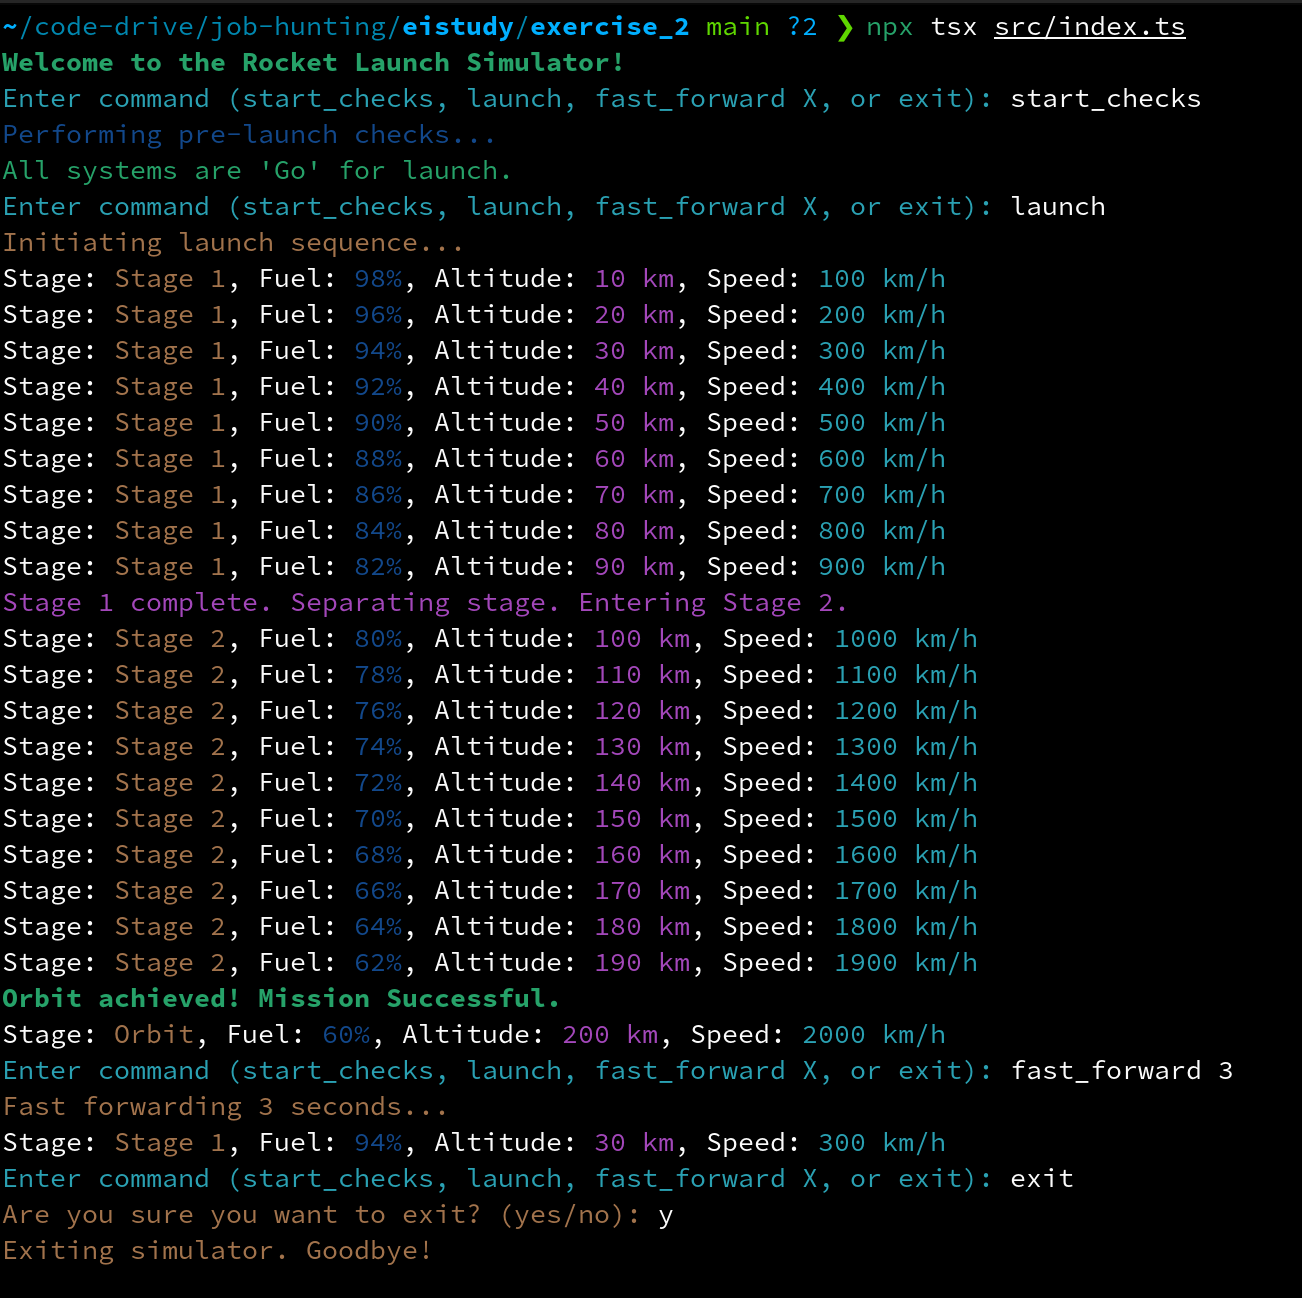 ~/code-drive/job-hunting/eistudy/exercise_2 main ?2 ❯ npx tsx src/index.ts
Welcome to the Rocket Launch Simulator!
Enter command (start_checks, launch, fast_forward X, or exit): start_checks
Performing pre-launch checks...
All systems are 'Go' for launch.
Enter command (start_checks, launch, fast_forward X, or exit): launch
Initiating launch sequence...
Stage: Stage 1, Fuel: 98%, Altitude: 10 km, Speed: 100 km/h
Stage: Stage 1, Fuel: 96%, Altitude: 20 km, Speed: 200 km/h
Stage: Stage 1, Fuel: 94%, Altitude: 30 km, Speed: 300 km/h
Stage: Stage 1, Fuel: 92%, Altitude: 40 km, Speed: 400 km/h
Stage: Stage 1, Fuel: 90%, Altitude: 50 km, Speed: 500 km/h
Stage: Stage 1, Fuel: 88%, Altitude: 60 km, Speed: 600 km/h
Stage: Stage 1, Fuel: 86%, Altitude: 70 km, Speed: 700 km/h
Stage: Stage 1, Fuel: 84%, Altitude: 80 km, Speed: 800 km/h
Stage: Stage 1, Fuel: 82%, Altitude: 90 km, Speed: 900 km/h
Stage 1 complete. Separating stage. Entering Stage 2.
Stage: Stage 2, Fuel: 80%, Altitude: 100 km, Speed: 1000 km/h
Stage: Stage 2, Fuel: 78%, Altitude: 110 km, Speed: 1100 km/h
Stage: Stage 2, Fuel: 76%, Altitude: 120 km, Speed: 1200 km/h
Stage: Stage 2, Fuel: 74%, Altitude: 130 km, Speed: 1300 km/h
Stage: Stage 2, Fuel: 72%, Altitude: 140 km, Speed: 1400 km/h
Stage: Stage 2, Fuel: 70%, Altitude: 150 km, Speed: 1500 km/h
Stage: Stage 2, Fuel: 68%, Altitude: 160 km, Speed: 1600 km/h
Stage: Stage 2, Fuel: 66%, Altitude: 170 km, Speed: 1700 km/h
Stage: Stage 2, Fuel: 64%, Altitude: 180 km, Speed: 1800 km/h
Stage: Stage 2, Fuel: 62%, Altitude: 190 km, Speed: 1900 km/h
Orbit achieved! Mission Successful.
Stage: Orbit, Fuel: 60%, Altitude: 200 km, Speed: 2000 km/h
Enter command (start_checks, launch, fast_forward X, or exit): fast_forward 3
Fast forwarding 3 seconds...
Stage: Stage 1, Fuel: 94%, Altitude: 30 km, Speed: 300 km/h
Enter command (start_checks, launch, fast_forward X, or exit): exit
Are you sure you want to exit? (yes/no): y
Exiting simulator. Goodbye!